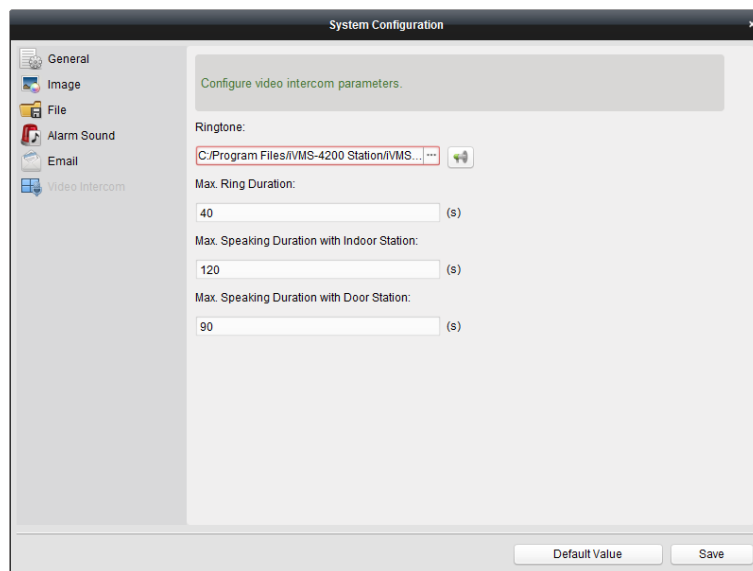 System Configuration
General
Image
File
Alarm Sound
Email
Video Intercom
Configure video intercom parameters.
Ringtone:
C:/Program Files/iVMS-4200 Station/iVMS...
Max. Ring Duration:
40 (s)
Max. Speaking Duration with Indoor Station:
120 (s)
Max. Speaking Duration with Door Station:
90 (s)
Default Value Save